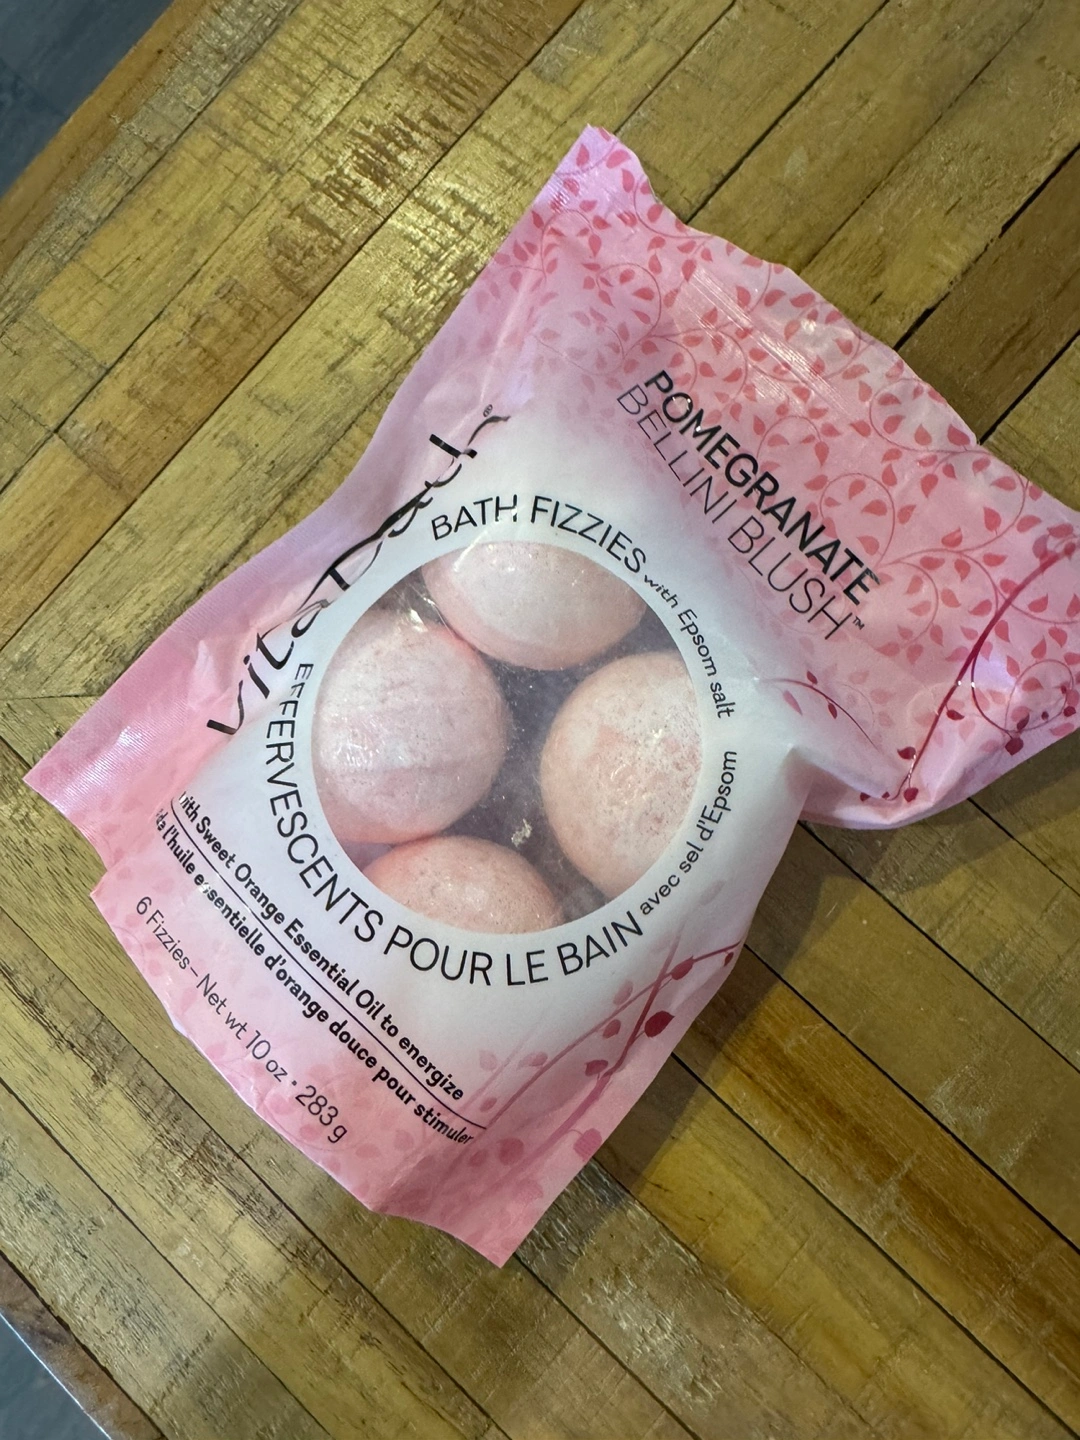 POMEGRANATE
BELLINI BLUSH™
VitaBath®
BATH FIZZIES with Epsom salt
EFFERVESCENTS POUR LE BAIN avec sel d'Epsom
with Sweet Orange Essential Oil to energize
l'huile essentielle d'orange douce pour stimuler
6 Fizzies – Net wt 10 oz • 283 g